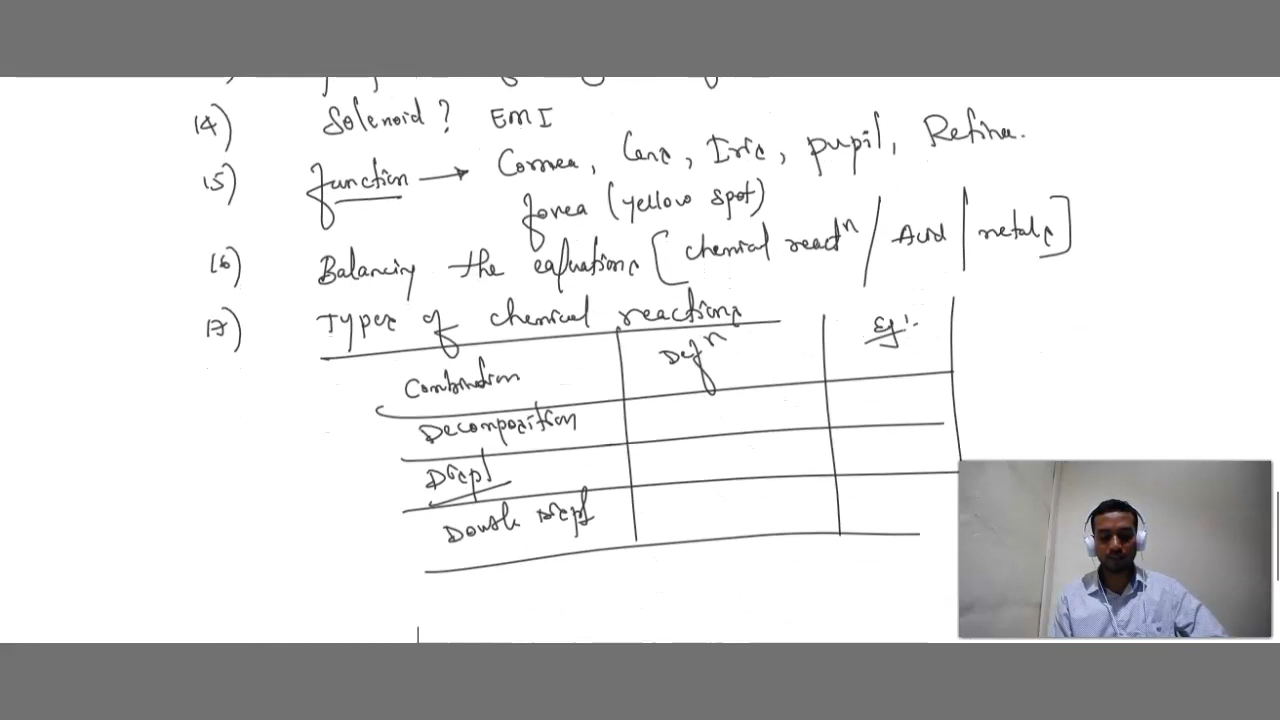 14) Solenoid? EMI
15) function → Cornea, Lens, Iris, pupil, Retina.
fovea (yellow spot)
16) Balancing the equations [chemical reactⁿ / Acid / metals]
17) Types of chemical reactions
Defⁿ Eg:-
Combination
Decomposition
Displ
Double Displ